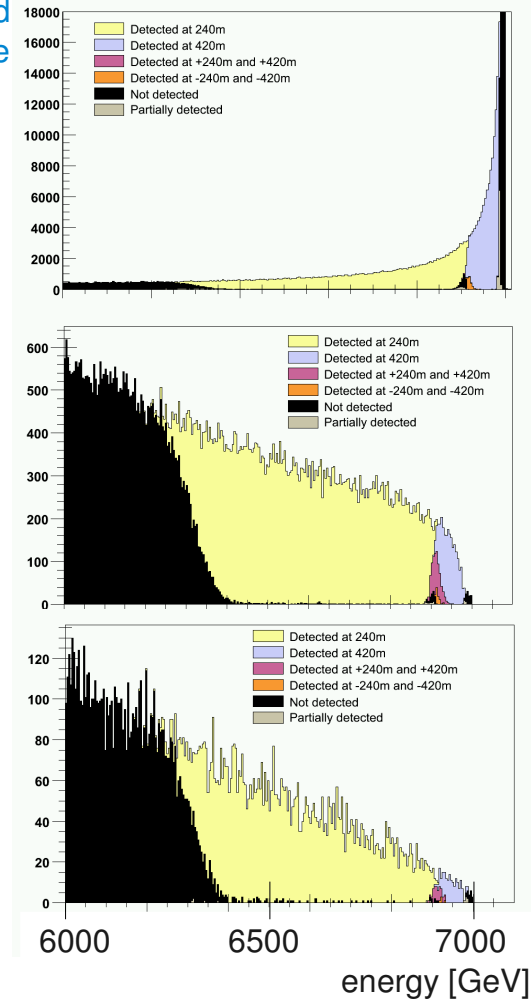 d
e
18000
16000
14000
12000
10000
8000
6000
4000
2000
0
Detected at 240m
Detected at 420m
Detected at +240m and +420m
Detected at -240m and -420m
Not detected
Partially detected
600
500
400
300
200
100
0
Detected at 240m
Detected at 420m
Detected at +240m and +420m
Detected at -240m and -420m
Not detected
Partially detected
120
100
80
60
40
20
0
Detected at 240m
Detected at 420m
Detected at +240m and +420m
Detected at -240m and -420m
Not detected
Partially detected
6000 6500 7000
energy [GeV]